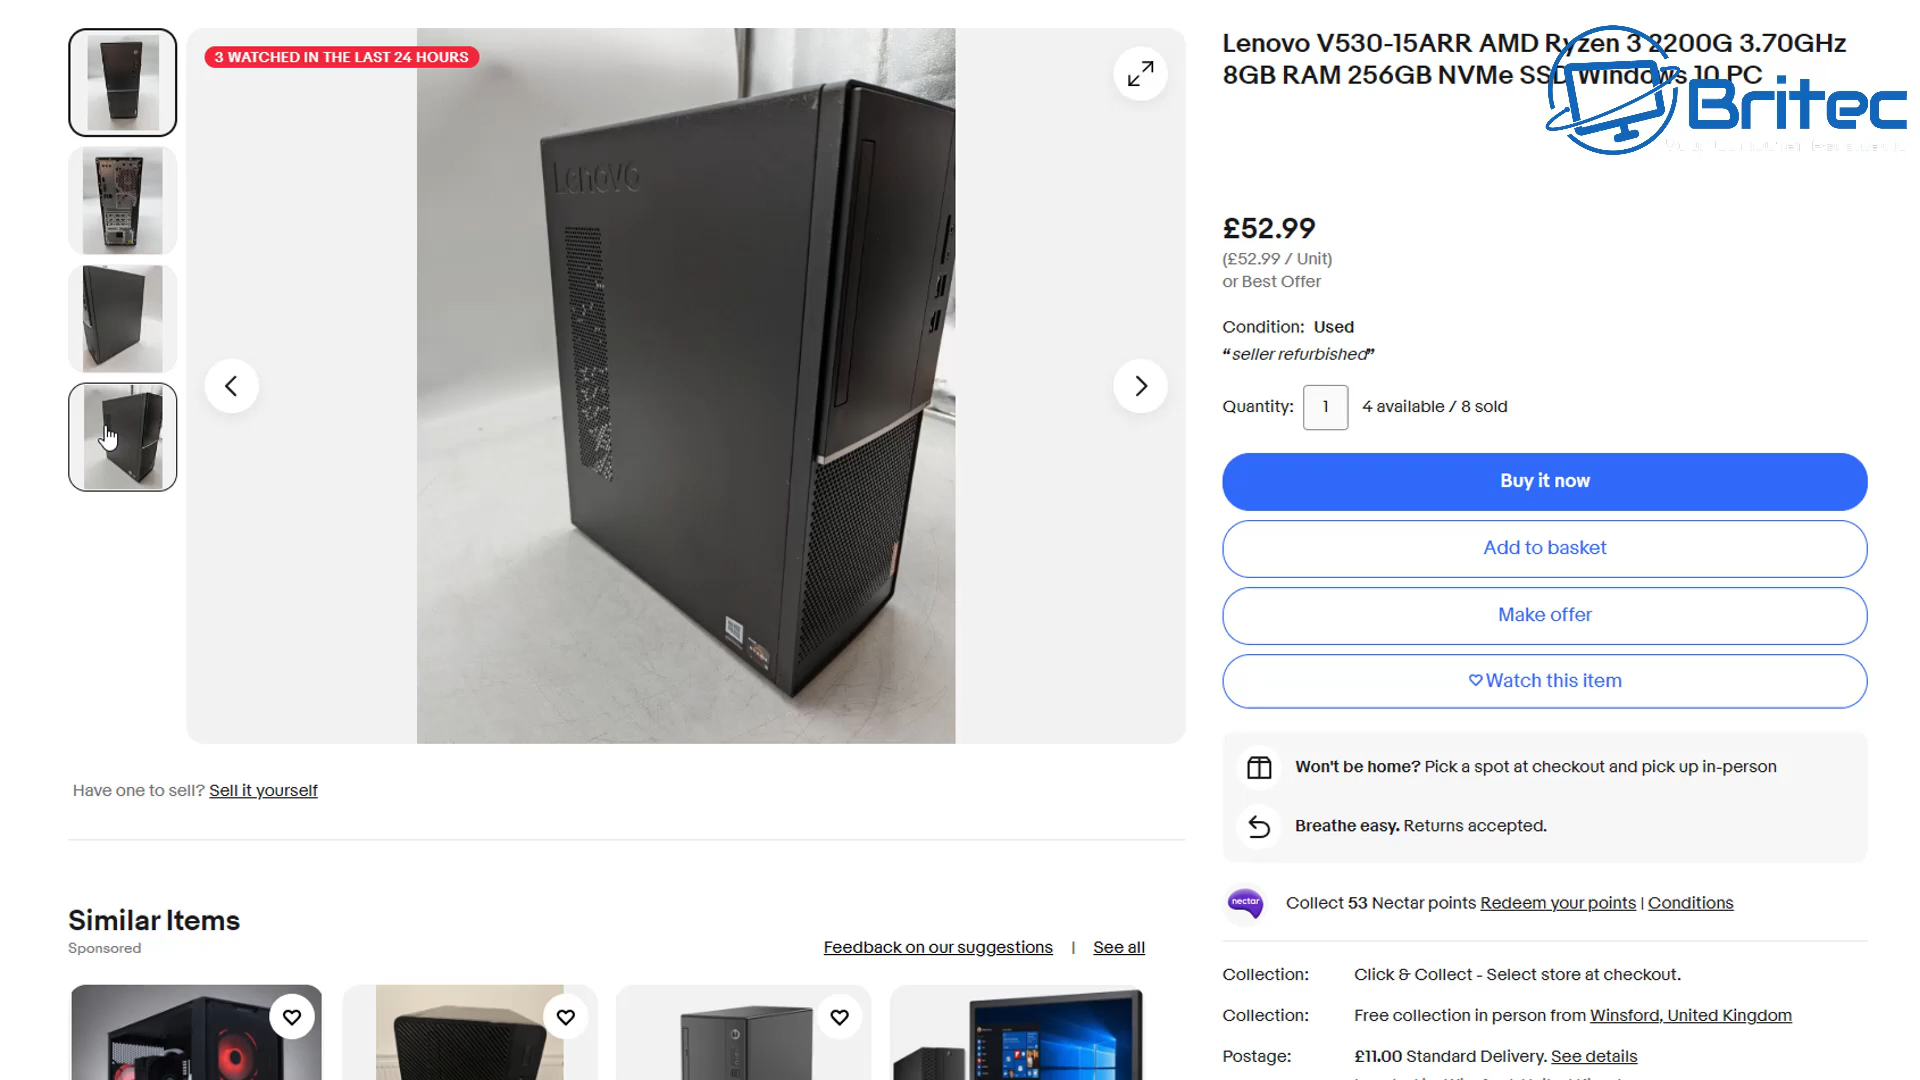 3 WATCHED IN THE LAST 24 HOURS
Lenovo
Have one to sell? Sell it yourself
Similar Items
Sponsored
Feedback on our suggestions | See all
Lenovo V530-15ARR AMD Ryzen 3 2200G 3.70GHz
8GB RAM 256GB NVMe SSD Windows 10 PC
Britec
£52.99
(£52.99 / Unit)
or Best Offer
Condition: Used
“seller refurbished”
Quantity: 1 4 available / 8 sold
Buy it now
Add to basket
Make offer
Watch this item
Won't be home? Pick a spot at checkout and pick up in-person
Breathe easy. Returns accepted.
nectar
Collect 53 Nectar points Redeem your points | Conditions
Collection: Click & Collect - Select store at checkout.
Collection: Free collection in person from Winsford, United Kingdom
Postage: £11.00 Standard Delivery. See details